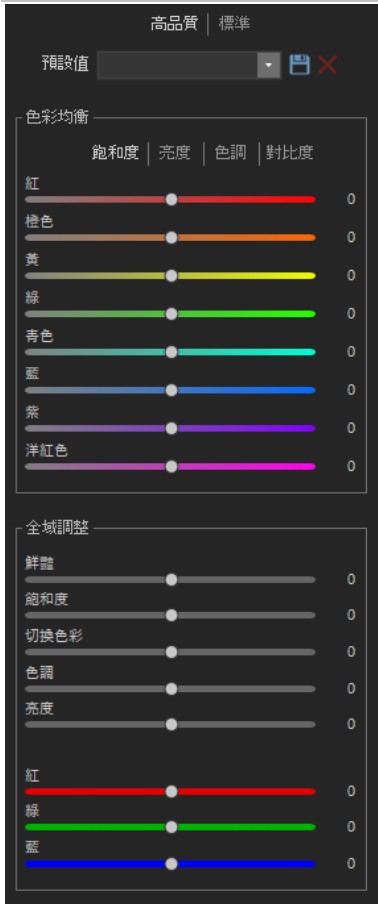 高品質 | 標準
預設值
色彩均衡
飽和度 | 亮度 | 色調 | 對比度
紅
0
橙色
0
黃
0
綠
0
青色
0
藍
0
紫
0
洋紅色
0
全域調整
鮮豔
0
飽和度
0
切換色彩
0
色調
0
亮度
0
紅
0
綠
0
藍
0